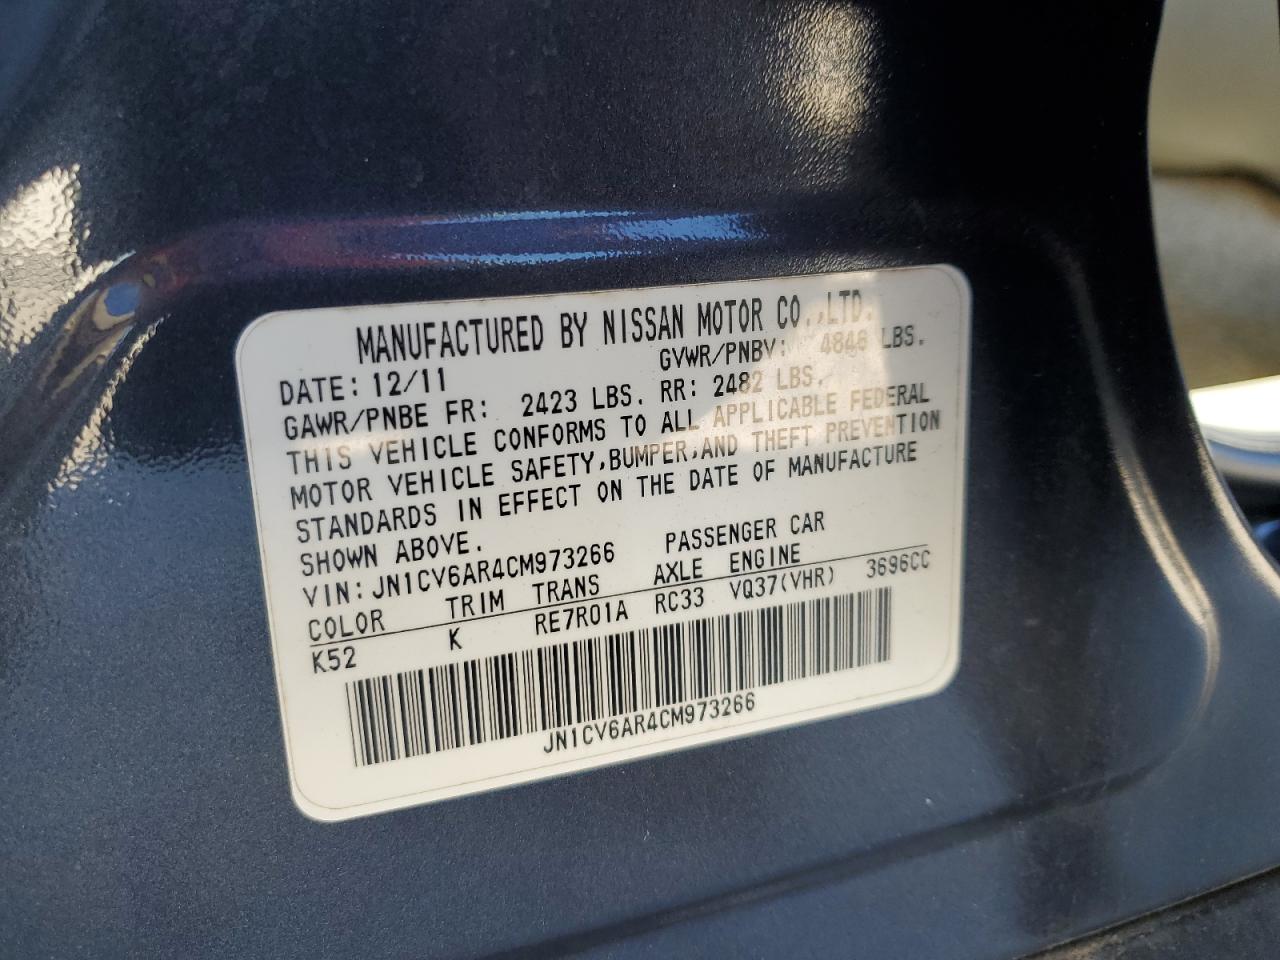 MANUFACTURED BY NISSAN MOTOR CO.,LTD.
DATE: 12/11 GVWR/PNBV: 4848 LBS.
GAWR/PNBE FR: 2423 LBS. RR: 2482 LBS.
THIS VEHICLE CONFORMS TO ALL APPLICABLE FEDERAL
MOTOR VEHICLE SAFETY,BUMPER,AND THEFT PREVENTION
STANDARDS IN EFFECT ON THE DATE OF MANUFACTURE
SHOWN ABOVE.
VIN: JN1CV6AR4CM973266 PASSENGER CAR
COLOR TRIM TRANS AXLE ENGINE
K52 K RE7R01A RC33 VQ37(VHR) 3696CC
JN1CV6AR4CM973266